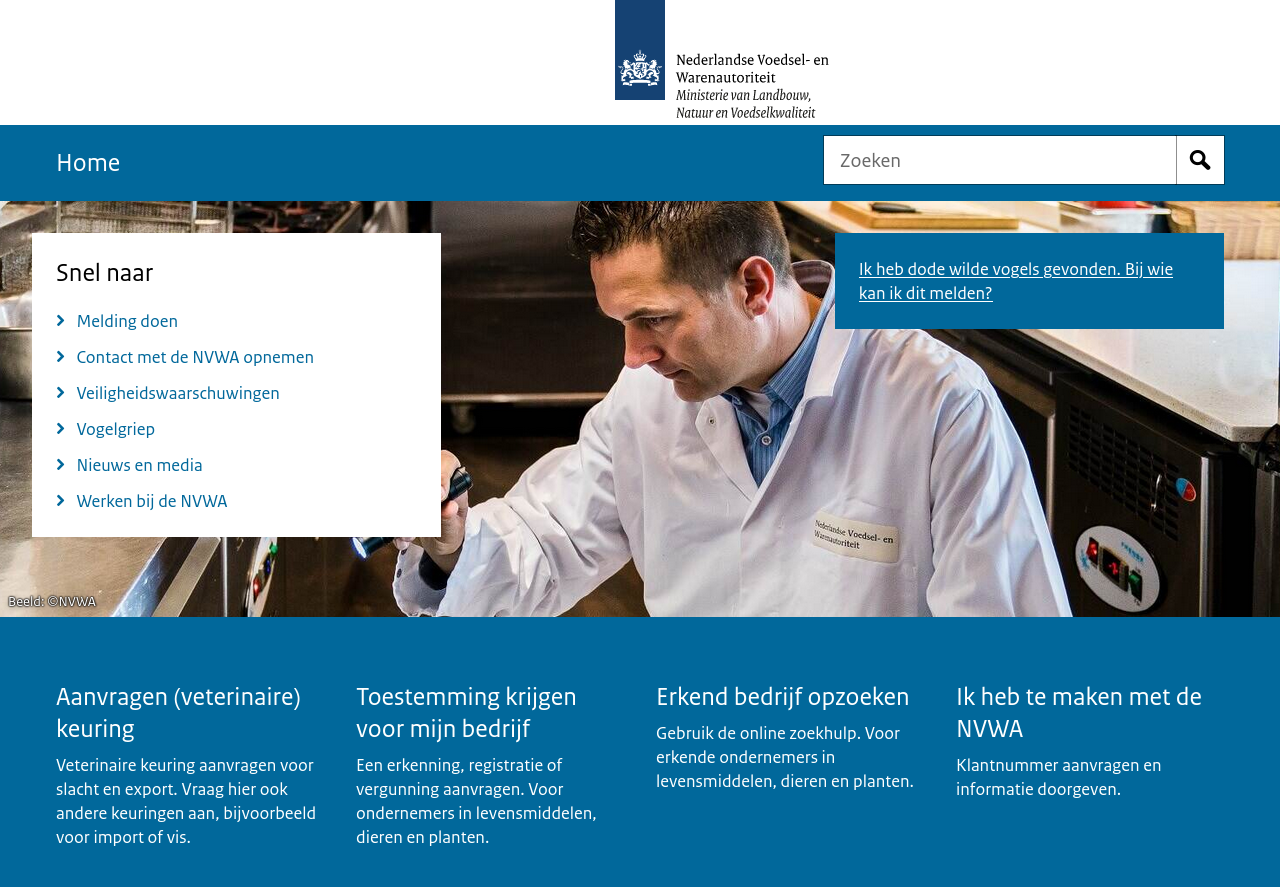 Nederlandse Voedsel- en
Warenautoriteit
Ministerie van Landbouw,
Natuur en Voedselkwaliteit
Home
Zoeken
Snel naar
Melding doen
Contact met de NVWA opnemen
Veiligheidswaarschuwingen
Vogelgriep
Nieuws en media
Werken bij de NVWA
Ik heb dode wilde vogels gevonden. Bij wie
kan ik dit melden?
Nederlandse Voedsel- en
Warenautoriteit
Beeld: ©NVWA
Aanvragen (veterinaire)
keuring
Veterinaire keuring aanvragen voor
slacht en export. Vraag hier ook
andere keuringen aan, bijvoorbeeld
voor import of vis.
Toestemming krijgen
voor mijn bedrijf
Een erkenning, registratie of
vergunning aanvragen. Voor
ondernemers in levensmiddelen,
dieren en planten.
Erkend bedrijf opzoeken
Gebruik de online zoekhulp. Voor
erkende ondernemers in
levensmiddelen, dieren en planten.
Ik heb te maken met de
NVWA
Klantnummer aanvragen en
informatie doorgeven.